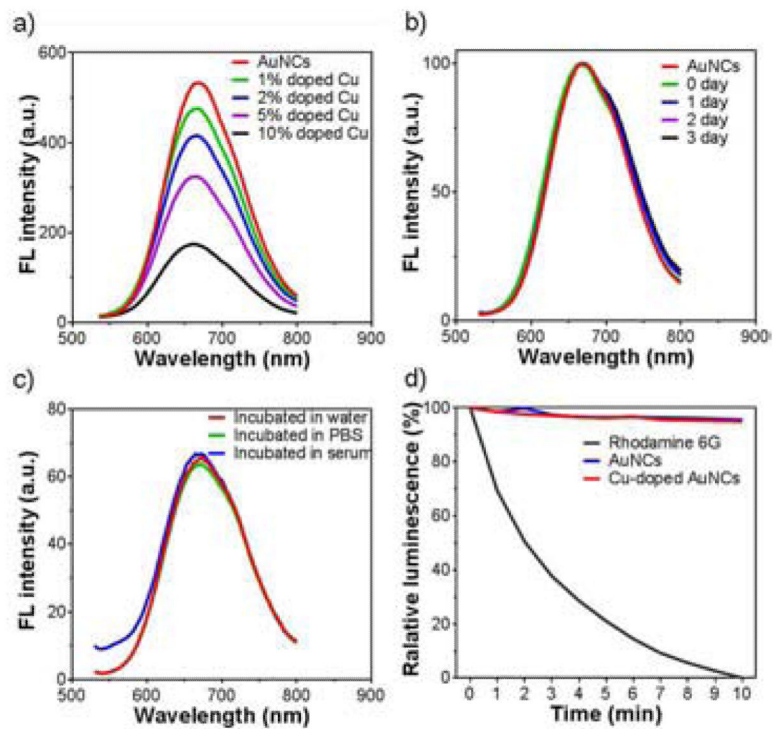 a)
600
400
200
0
FL intensity (a.u.)
AuNCs
1% doped Cu
2% doped Cu
5% doped Cu
10% doped Cu
500 600 700 800 900
Wavelength (nm)
b)
100
50
0
FL intensity (a.u.)
AuNCs
0 day
1 day
2 day
3 day
500 600 700 800 900
Wavelength (nm)
c)
80
60
40
20
0
FL intensity (a.u.)
Incubated in water
Incubated in PBS
Incubated in serum
500 600 700 800 900
Wavelength (nm)
d)
100
80
60
40
20
0
Ralative luminescence (%)
Rhodamine 6G
AuNCs
Cu-doped AuNCs
0 1 2 3 4 5 6 7 8 9 10
Time (min)